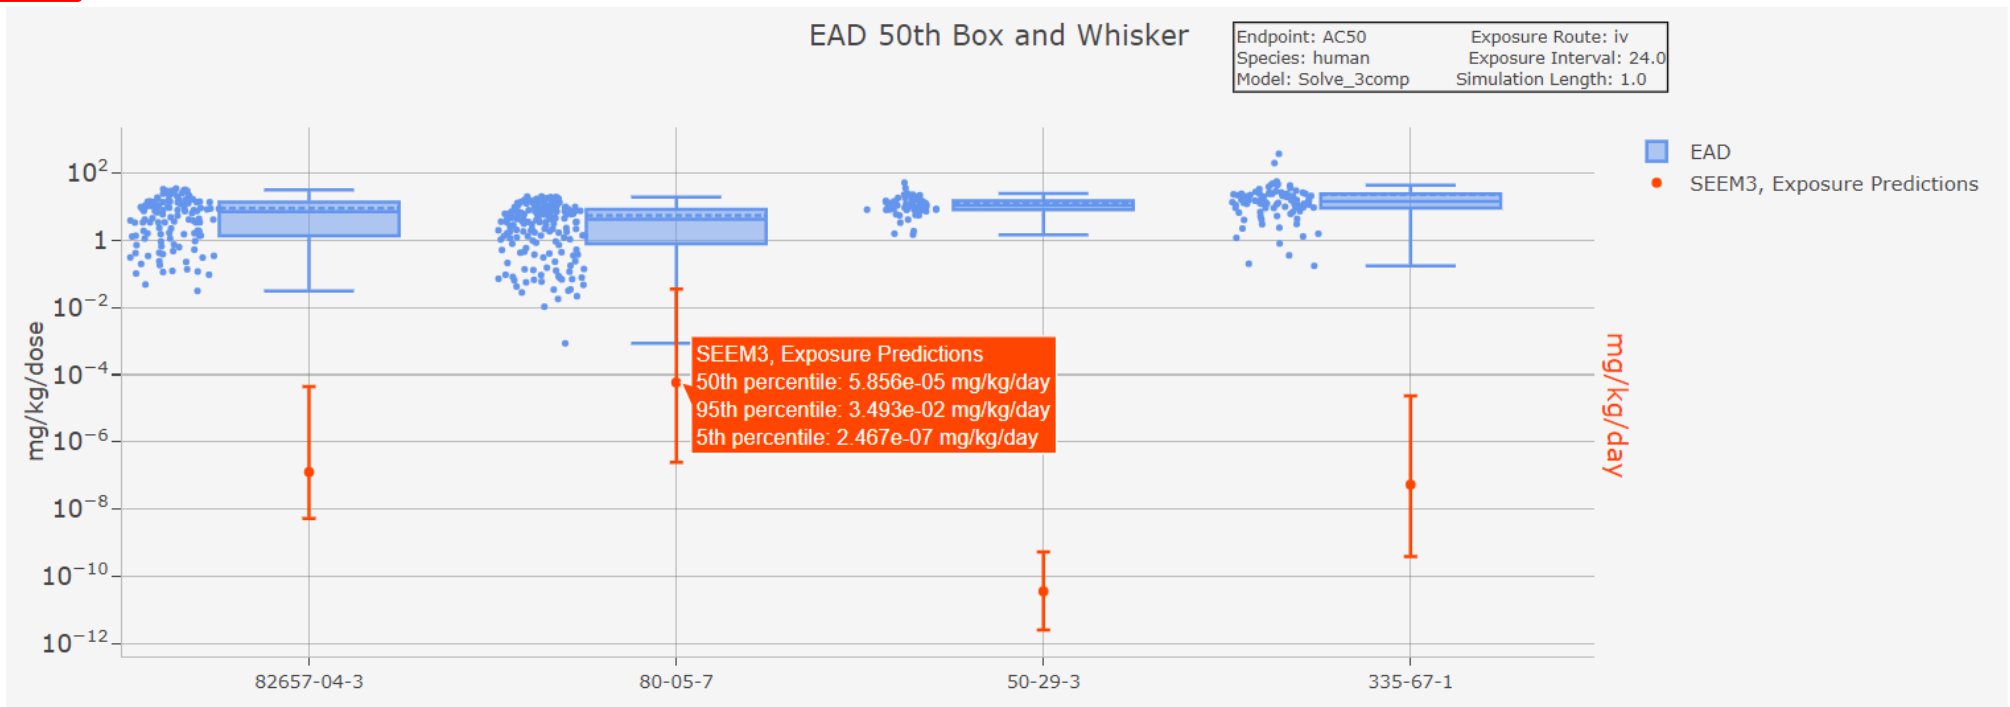 EAD 50th Box and Whisker
Endpoint: AC50 Exposure Route: iv
Species: human Exposure Interval: 24.0
Model: Solve_3comp Simulation Length: 1.0
EAD
SEEM3, Exposure Predictions
mg/kg/dose
10²
1
10⁻²
10⁻⁴
10⁻⁶
10⁻⁸
10⁻¹⁰
10⁻¹²
SEEM3, Exposure Predictions
50th percentile: 5.856e-05 mg/kg/day
95th percentile: 3.493e-02 mg/kg/day
5th percentile: 2.467e-07 mg/kg/day
mg/kg/day
82657-04-3 80-05-7 50-29-3 335-67-1